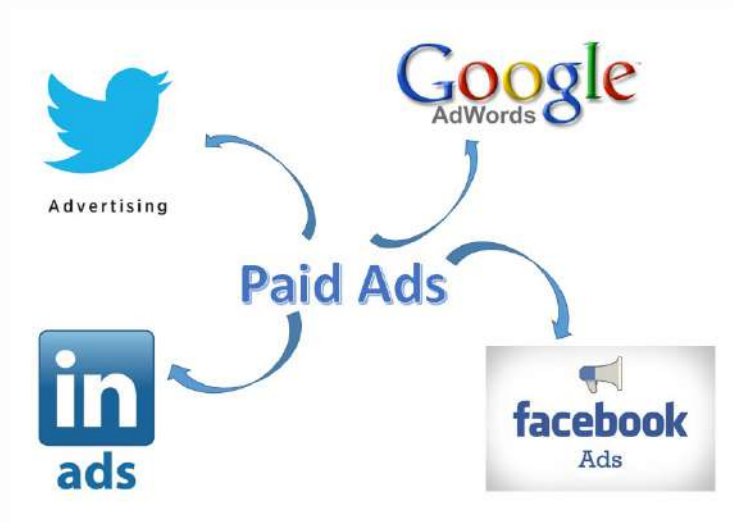 Google
AdWords
Advertising
Paid Ads
in
ads
facebook
Ads